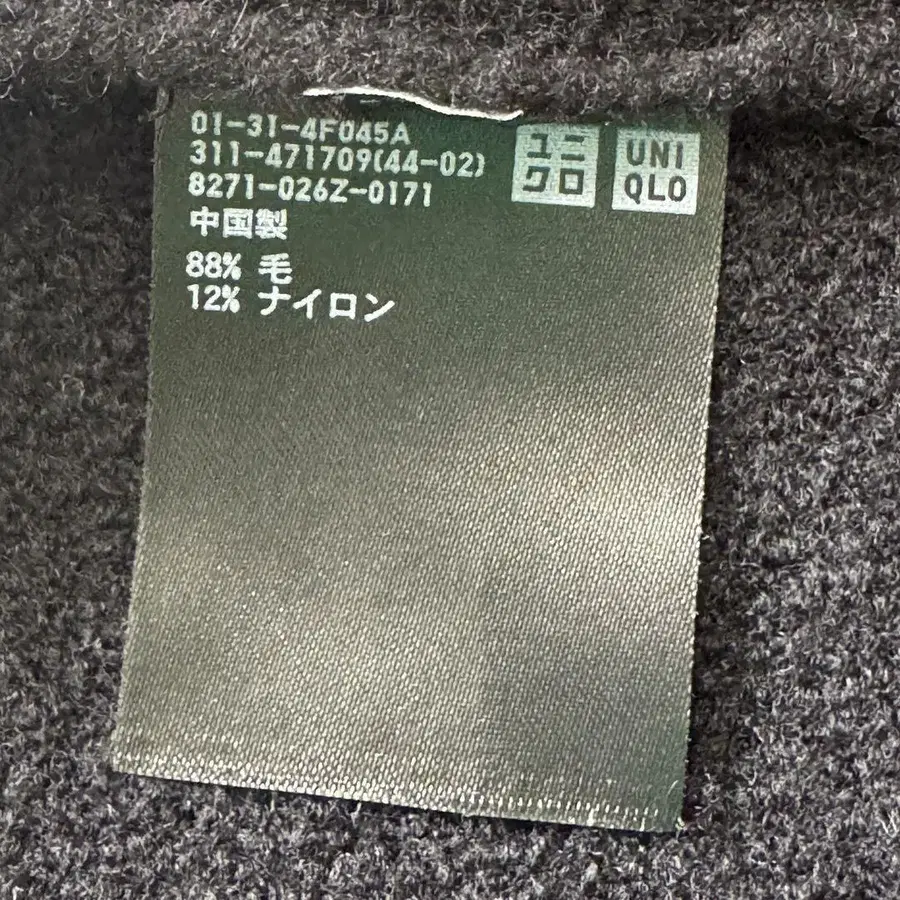 01-31-4F045A
311-471709(44-02)
8271-026Z-0171
中国製
88% 毛
12% ナイロン
ユニ
クロ
UNI
QLO